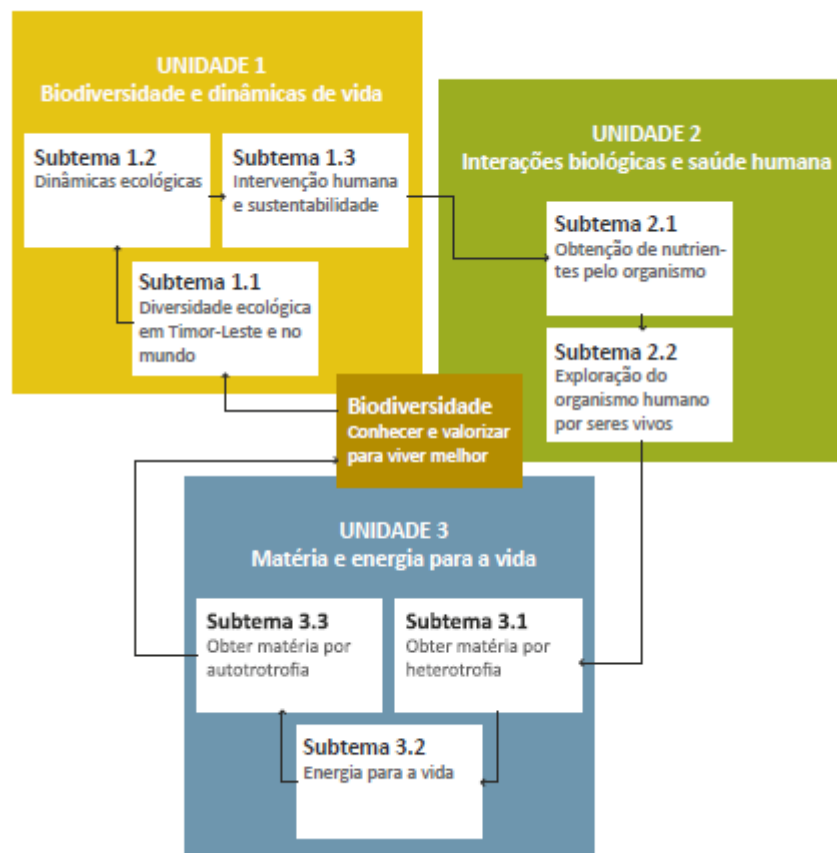 UNIDADE 1
Biodiversidade e dinâmicas de vida
Subtema 1.2
Dinâmicas ecológicas
Subtema 1.3
Intervenção humana
e sustentabilidade
Subtema 1.1
Diversidade ecológica
em Timor-Leste e no
mundo
UNIDADE 2
Interações biológicas e saúde humana
Subtema 2.1
Obtenção de nutrien-
tes pelo organismo
Subtema 2.2
Exploração do
organismo humano
por seres vivos
Biodiversidade
Conhecer e valorizar
para viver melhor
UNIDADE 3
Matéria e energia para a vida
Subtema 3.3
Obter matéria por
autotrotrofia
Subtema 3.1
Obter matéria por
heterotrofia
Subtema 3.2
Energia para a vida